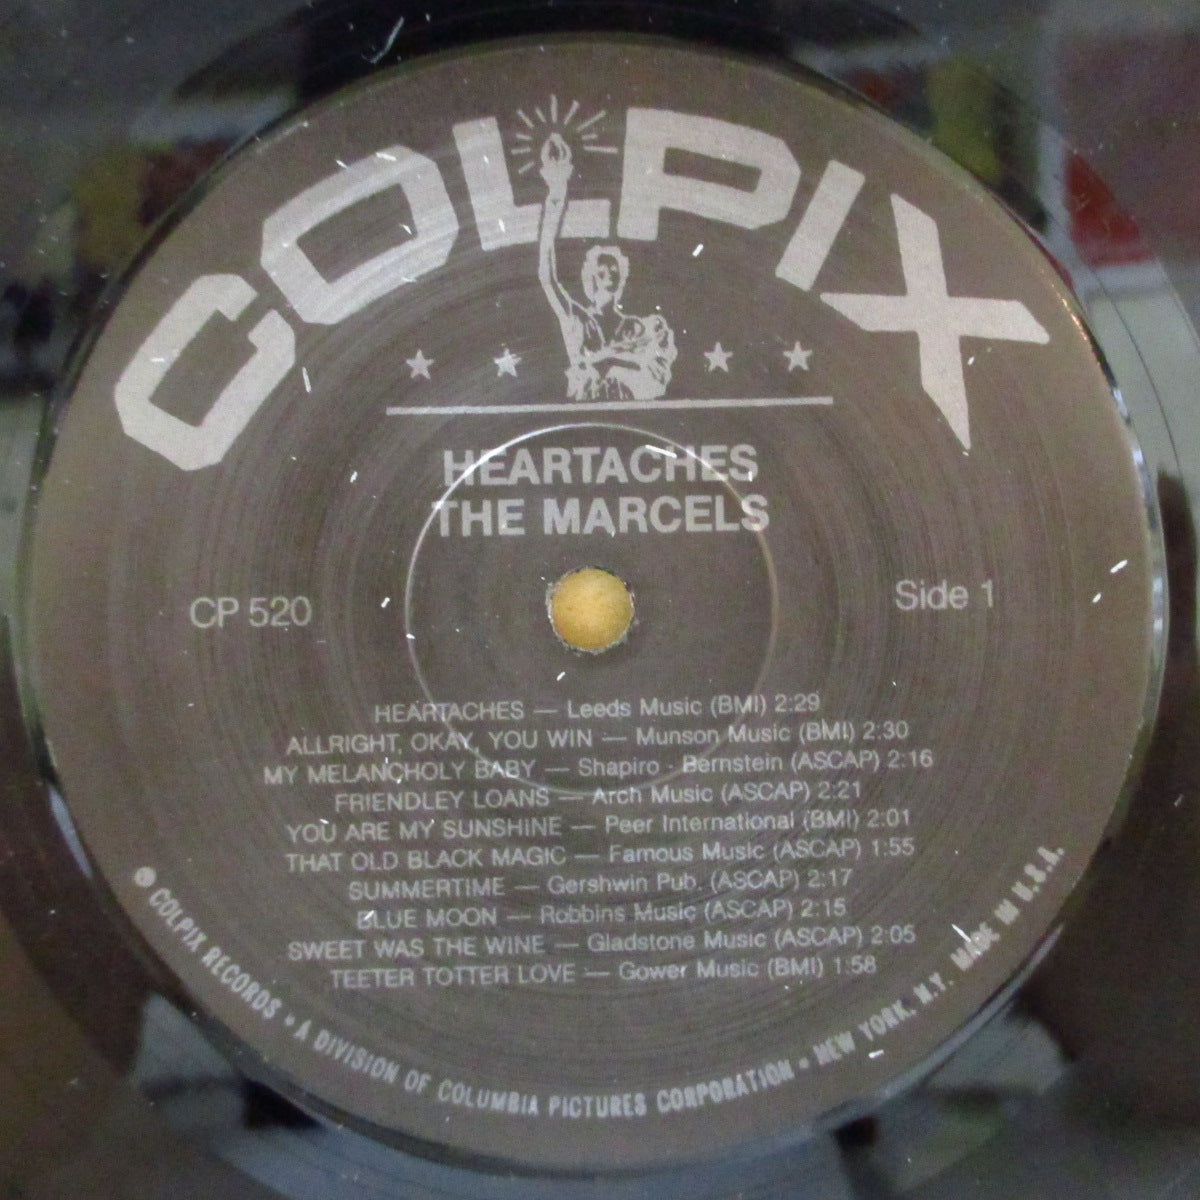 COLPIX
HEARTACHES
THE MARCELS
CP 520
Side 1
HEARTACHES — Leeds Music (BMI) 2:29
ALLRIGHT, OKAY, YOU WIN — Munson Music (BMI) 2:30
MY MELANCHOLY BABY — Shapiro - Bernstein (ASCAP) 2:16
FRIENDLEY LOANS — Arch Music (ASCAP) 2:21
YOU ARE MY SUNSHINE — Peer International (BMI) 2:01
THAT OLD BLACK MAGIC — Famous Music (ASCAP) 1:55
SUMMERTIME — Gershwin Pub. (ASCAP) 2:17
BLUE MOON — Robbins Music (ASCAP) 2:15
SWEET WAS THE WINE — Gladstone Music (ASCAP) 2:05
TEETER TOTTER LOVE — Gower Music (BMI) 1:58
● COLPIX RECORDS • A DIVISION OF COLUMBIA PICTURES CORPORATION • NEW YORK, N.Y. MADE IN U.S.A.